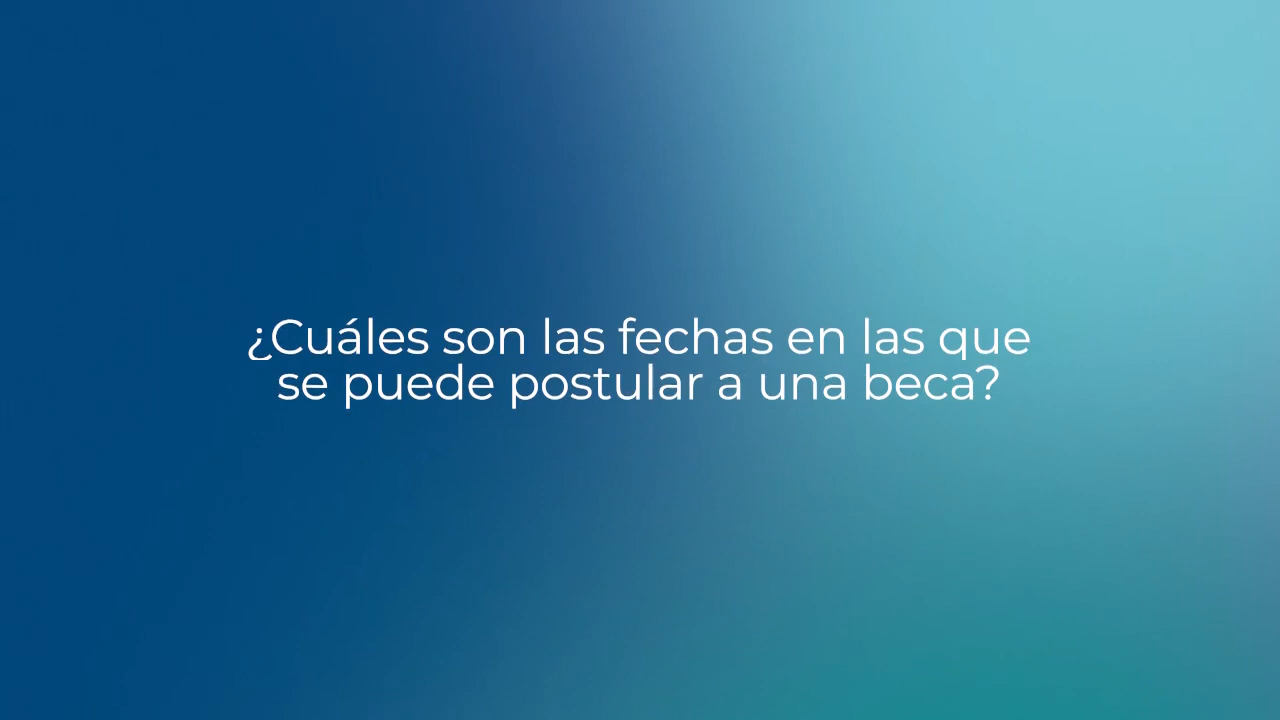 ¿Cuáles son las fechas en las que
se puede postular a una beca?